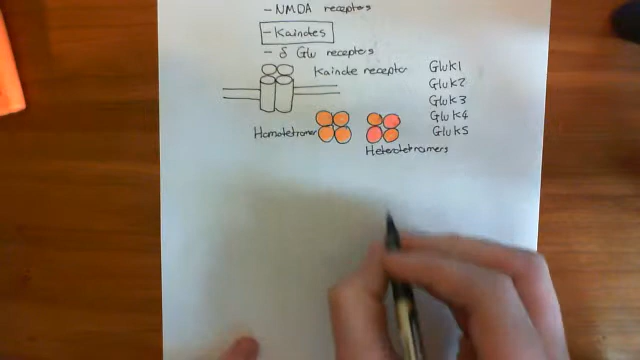 - NMDA receptors
- Kainates
- δ Glu receptors
Kainate receptor
GluK1
GluK2
GluK3
GluK4
GluK5
Homotetramer
Heterotetramers